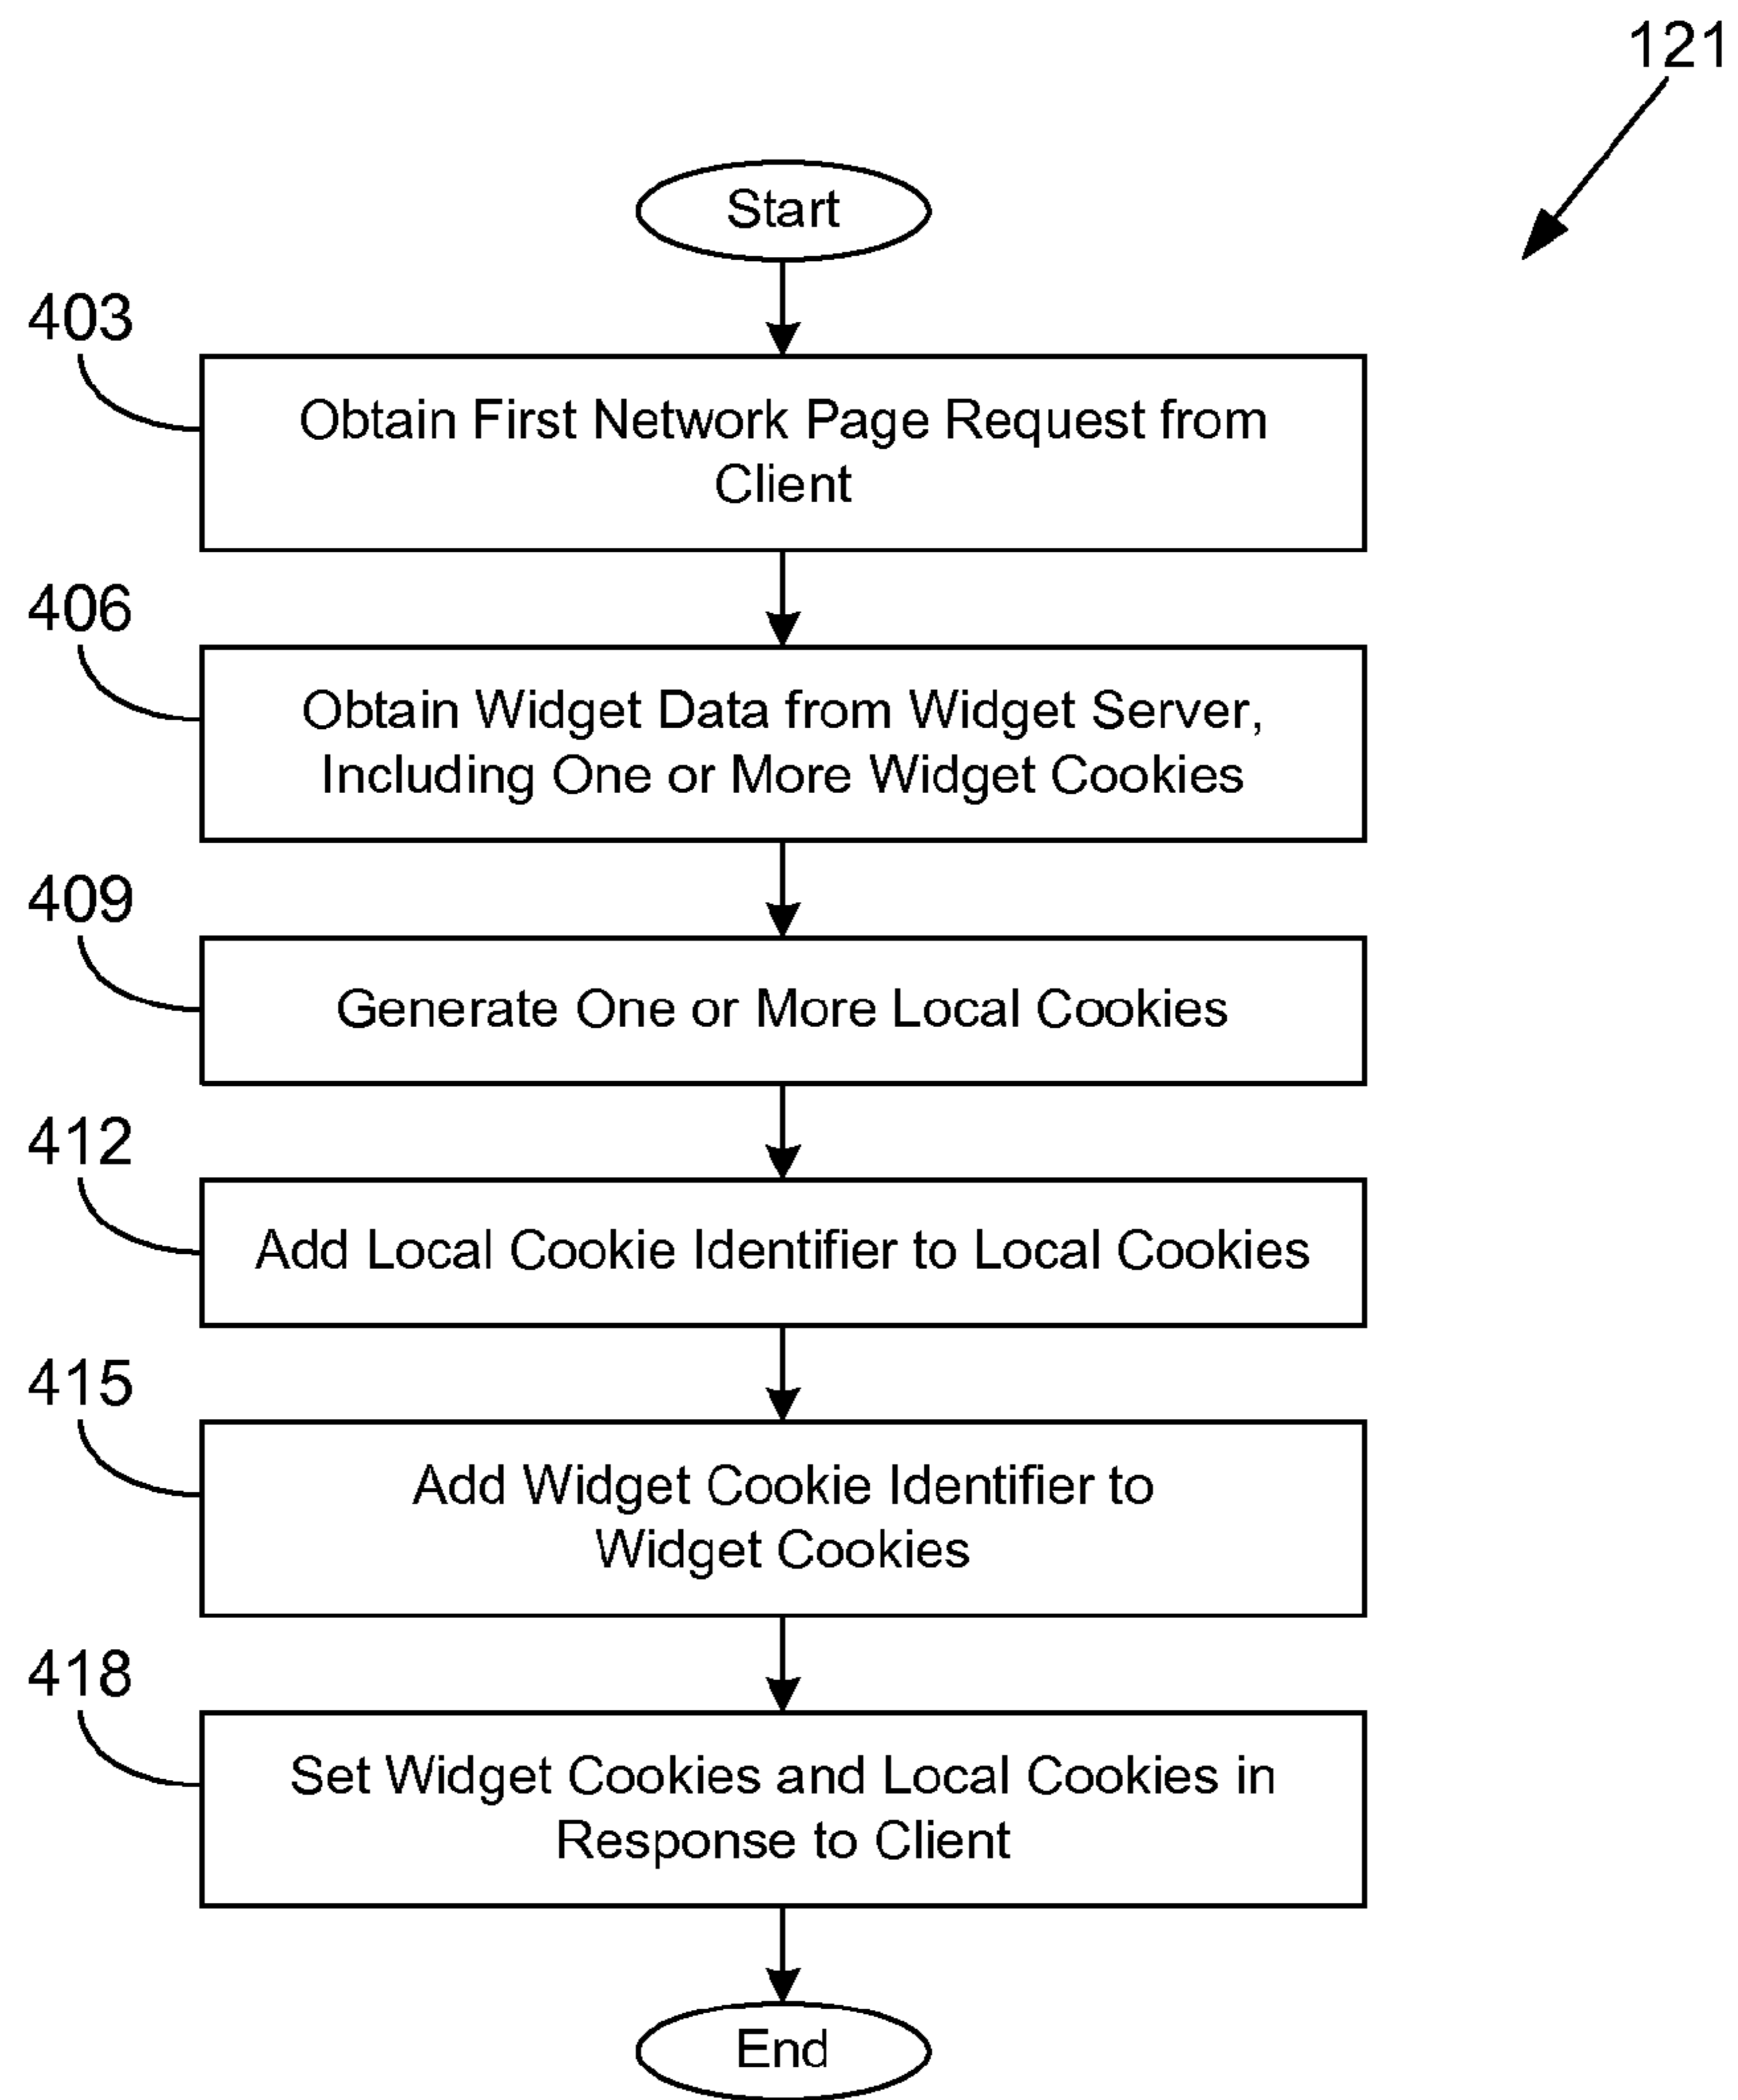 121
Start
403
Obtain First Network Page Request from
Client
406
Obtain Widget Data from Widget Server,
Including One or More Widget Cookies
409
Generate One or More Local Cookies
412
Add Local Cookie Identifier to Local Cookies
415
Add Widget Cookie Identifier to
Widget Cookies
418
Set Widget Cookies and Local Cookies in
Response to Client
End